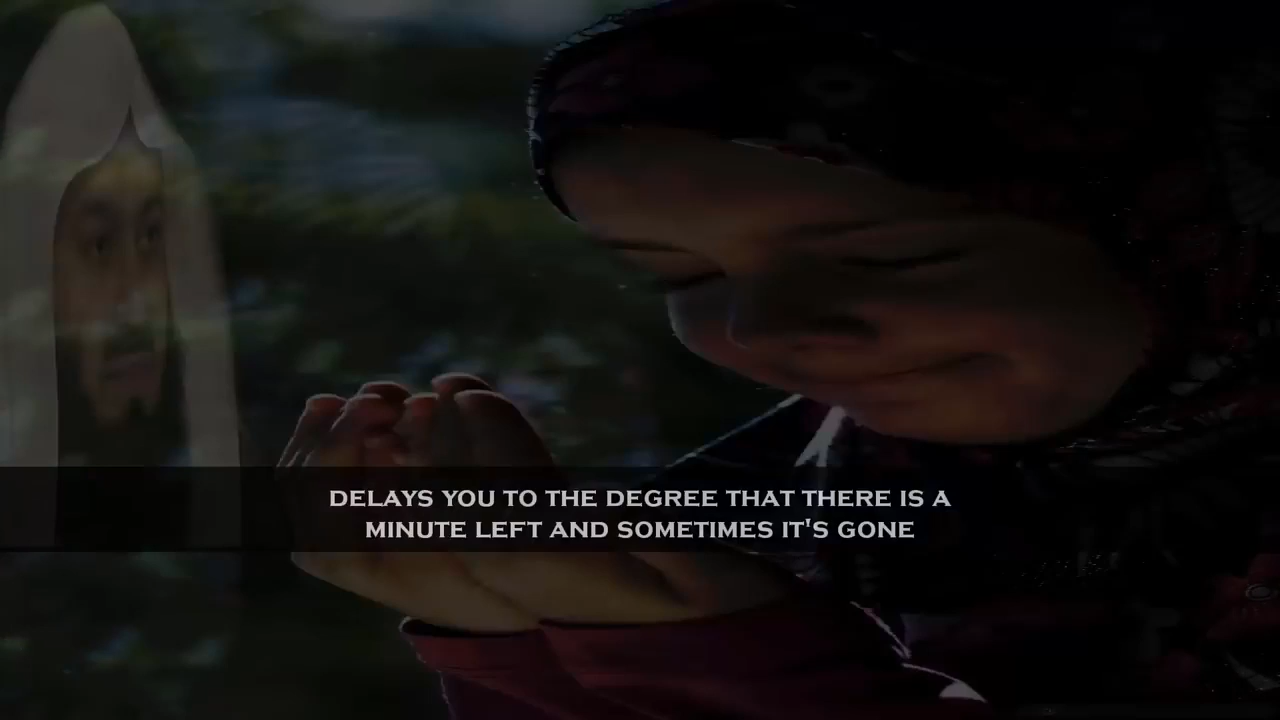 DELAYS YOU TO THE DEGREE THAT THERE IS A
MINUTE LEFT AND SOMETIMES IT'S GONE